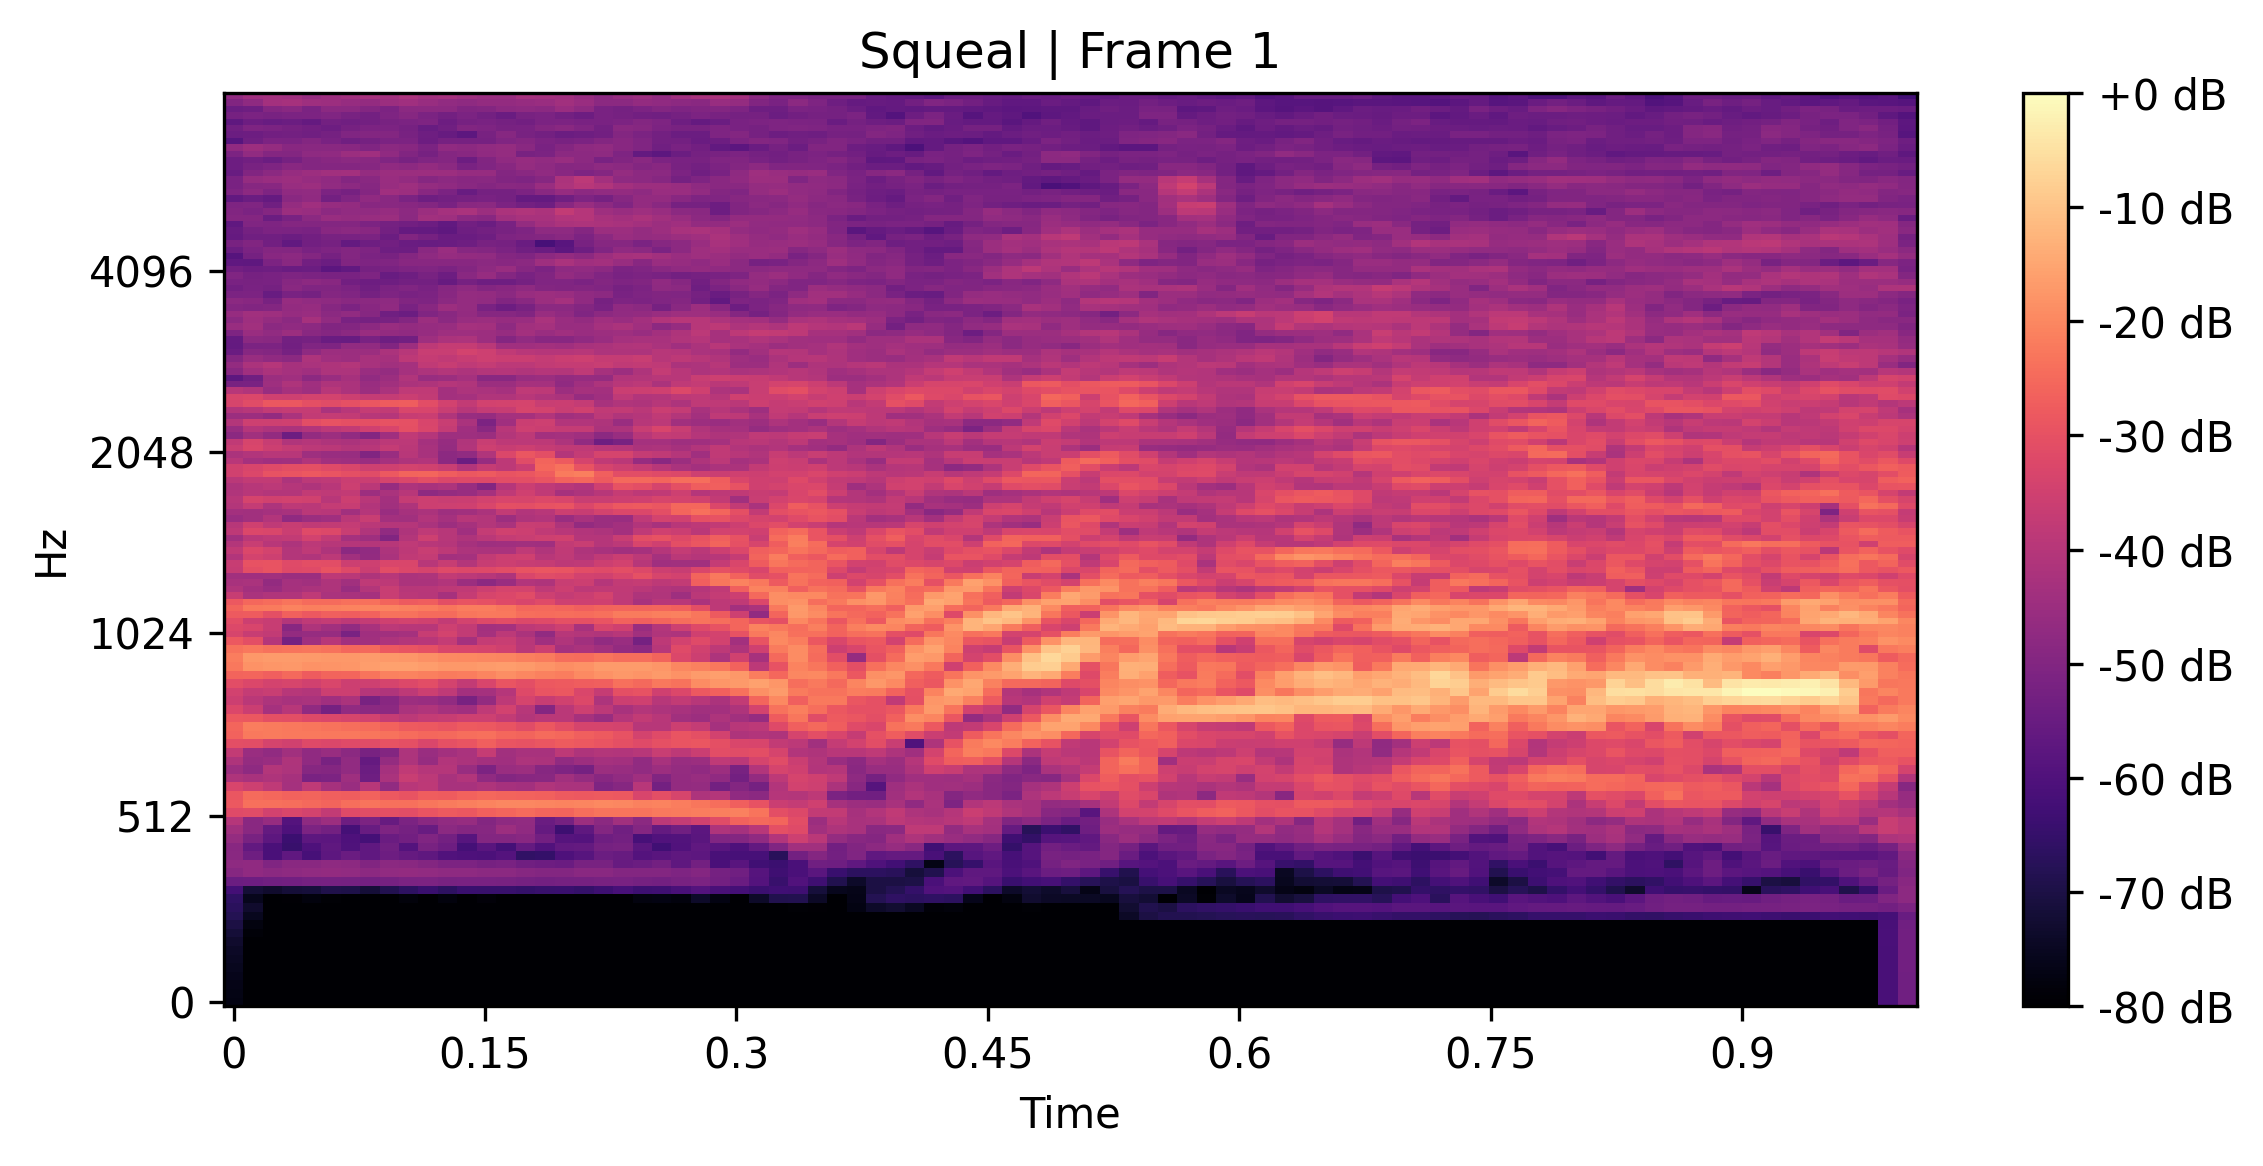 Squeal | Frame 1
Hz
4096
2048
1024
512
0
0 0.15 0.3 0.45 0.6 0.75 0.9
Time
+0 dB
-10 dB
-20 dB
-30 dB
-40 dB
-50 dB
-60 dB
-70 dB
-80 dB